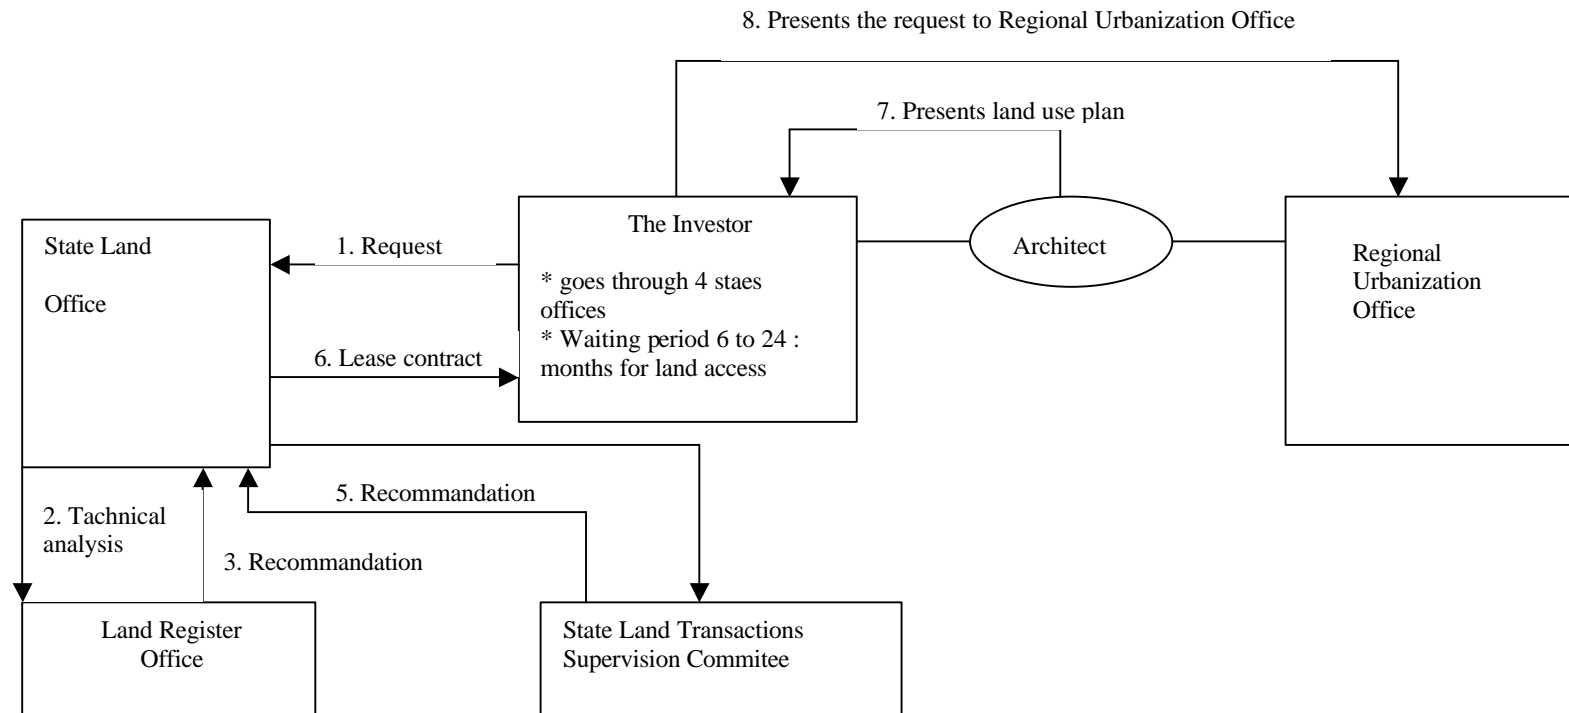 8. Presents the request to Regional Urbanization Office
7. Presents land use plan
The Investor
* goes through 4 staes
offices
* Waiting period 6 to 24 :
months for land access
State Land
Office
1. Request
6. Lease contract
Architect
Regional
Urbanization
Office
5. Recommandation
2. Tachnical
analysis
3. Recommandation
Land Register
Office
State Land Transactions
Supervision Commitee